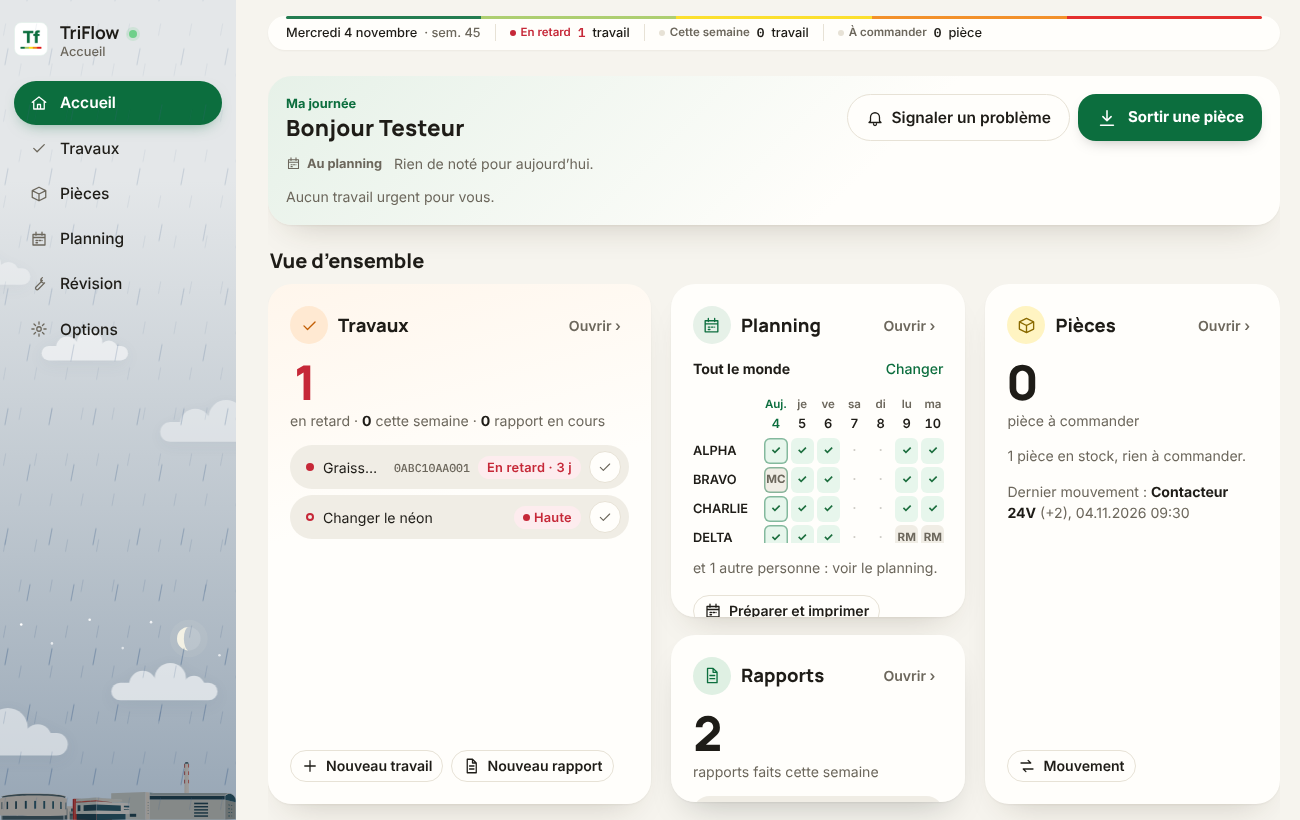 Tf
TriFlow
Accueil
Accueil
Travaux
Pièces
Planning
Révision
Options
Mercredi 4 novembre · sem. 45
En retard 1 travail
Cette semaine 0 travail
À commander 0 pièce
Ma journée
Bonjour Testeur
Au planning Rien de noté pour aujourd’hui.
Aucun travail urgent pour vous.
Signaler un problème
Sortir une pièce
Vue d’ensemble
Travaux
Ouvrir ›
1
en retard · 0 cette semaine · 0 rapport en cours
Graiss… 0ABC10AA001 En retard · 3 j
Changer le néon Haute
Nouveau travail
Nouveau rapport
Planning
Ouvrir ›
Tout le monde
Changer
Auj. je ve sa di lu ma
4 5 6 7 8 9 10
ALPHA
BRAVO MC
CHARLIE
DELTA RM RM
et 1 autre personne : voir le planning.
Préparer et imprimer
Rapports
Ouvrir ›
2
rapports faits cette semaine
Pièces
Ouvrir ›
0
pièce à commander
1 pièce en stock, rien à commander.
Dernier mouvement : Contacteur
24V (+2), 04.11.2026 09:30
Mouvement